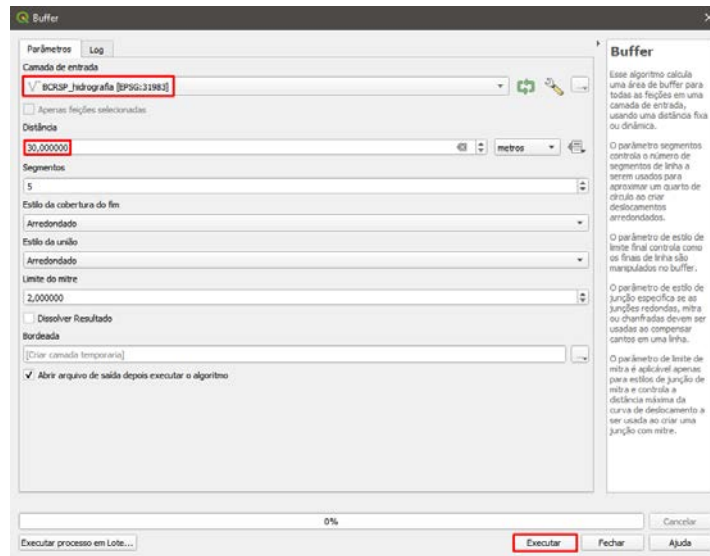 Buffer
Parâmetros
Log
Camada de entrada
BCRSP_hidrografia [EPSG:31983]
Apenas feições selecionadas
Distância
30,000000
metros
Segmentos
5
Estilo da cobertura do fim
Arredondado
Estilo da união
Arredondado
Limite do mitre
2,000000
Dissolver Resultado
Bordeada
[Criar camada temporaria]
Abrir arquivo de saída depois executar o algoritmo
Buffer
Esse algoritmo calcula
uma área de buffer para
todas as feições em uma
camada de entrada,
usando uma distância fixa
ou dinâmica.
O parâmetro segmentos
controla o número de
segmentos de linha a
serem usados para
aproximar um quarto de
círculo ao criar
deslocamentos
arredondados.
O parâmetro de estilo de
limite final controla como
os finais de linha são
manipulados no buffer.
O parâmetro de estilo de
junção especifica se as
junções redondas, mitra
ou chanfradas devem ser
usadas ao compensar
cantos em uma linha.
O parâmetro de limite de
mitra é aplicável apenas
para estilos de junção de
mitra e controla a
distância máxima da
curva de deslocamento a
ser usada ao criar uma
junção com mitre.
0%
Cancelar
Executar processo em Lote...
Executar
Fechar
Ajuda